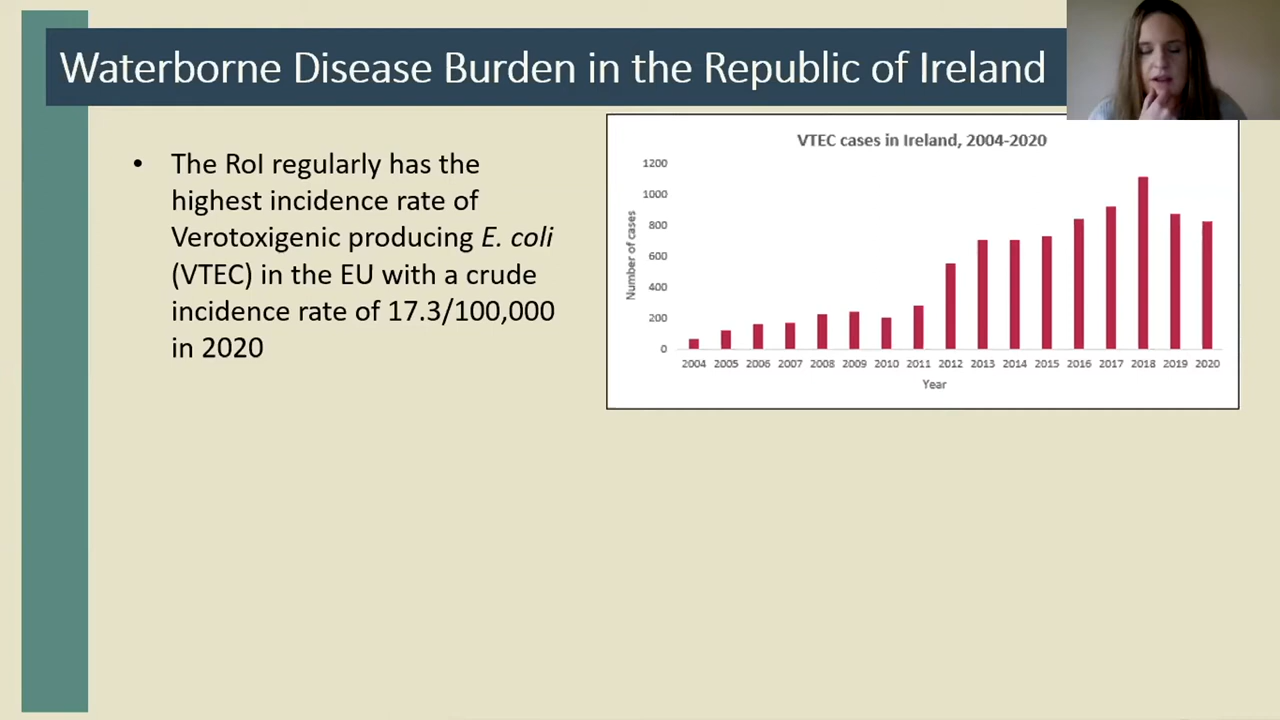 Waterborne Disease Burden in the Republic of Ireland
• The RoI regularly has the
highest incidence rate of
Verotoxigenic producing E. coli
(VTEC) in the EU with a crude
incidence rate of 17.3/100,000
in 2020
VTEC cases in Ireland, 2004-2020
Number of cases
1200
1000
800
600
400
200
0
2004 2005 2006 2007 2008 2009 2010 2011 2012 2013 2014 2015 2016 2017 2018 2019 2020
Year